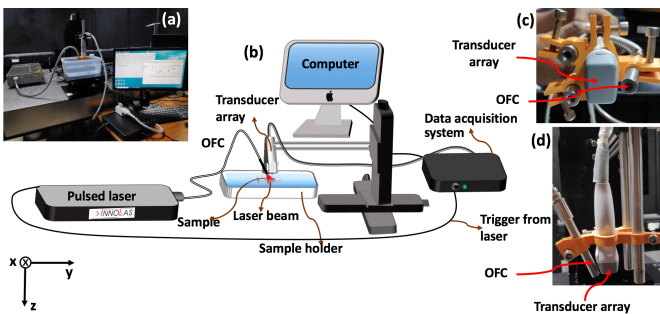 (a)
(b)
Computer
Transducer
array
OFC
Data acquisition
system
Pulsed laser
INNOLAS
Sample
Laser beam
Sample holder
Trigger from
laser
x
y
z
(c)
Transducer
array
OFC
(d)
OFC
Transducer array